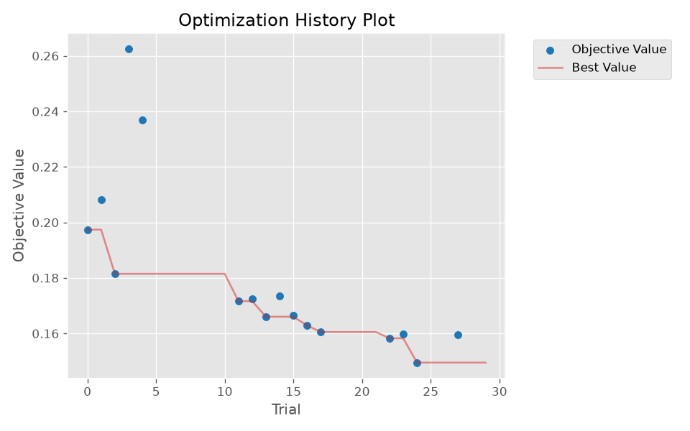 Optimization History Plot
Objective Value
Best Value
Objective Value
0.26
0.24
0.22
0.20
0.18
0.16
0
5
10
15
20
25
30
Trial